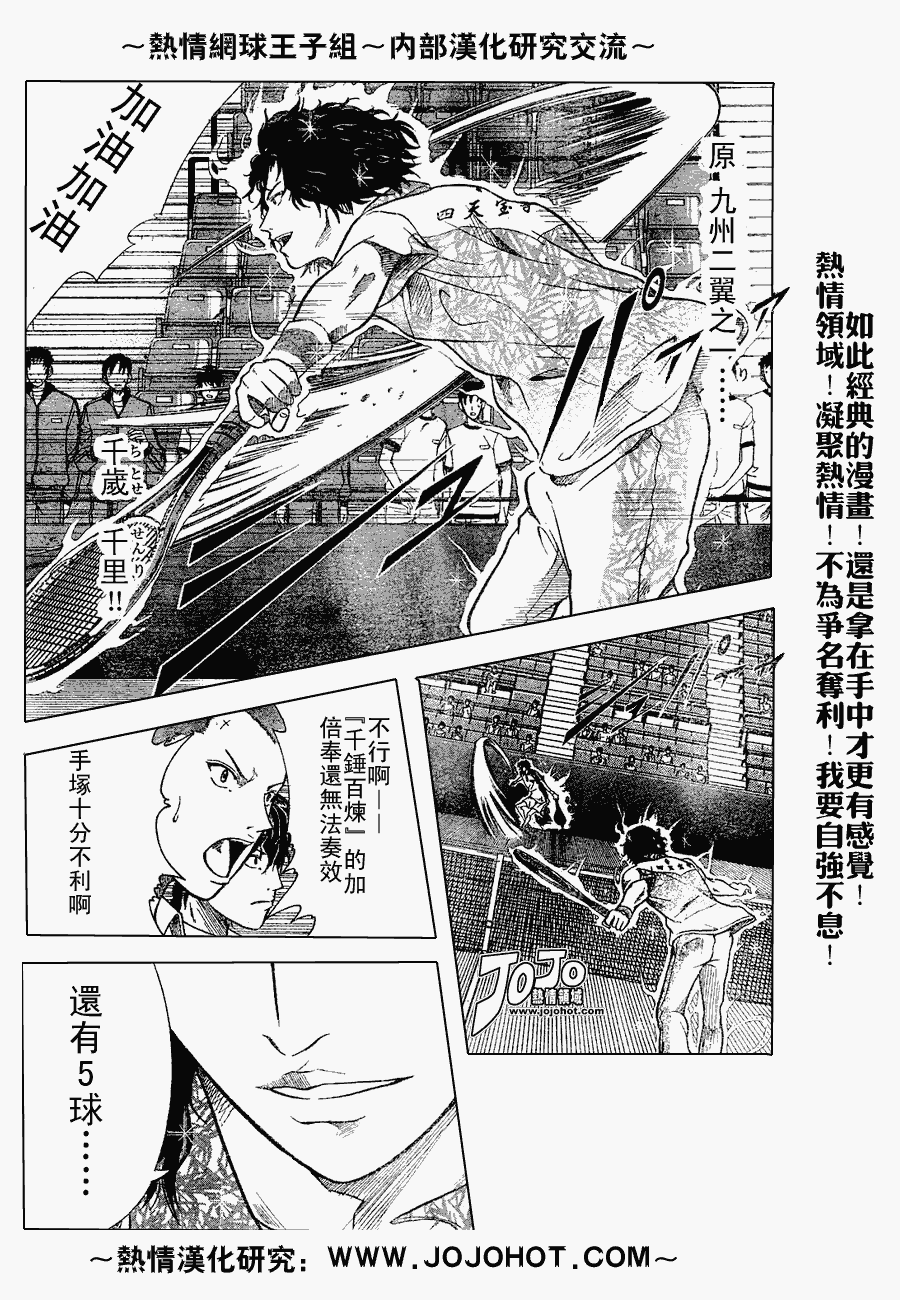 ～熱情網球王子組～内部漢化研究交流～
原 九州二翼之一……
加油加油
四天宝寺
千歲
ちとせ
千里!!
せんり
不行啊——
『千錘百煉』的加
倍奉還無法奏效
手塚十分不利啊
JOJO
熱情領域
www.jojohot.com
還有5球……
如此經典的漫畫！還是拿在手中才更有感覺！
熱情領域！凝聚熱情！不為爭名奪利！我要自強不息！
～熱情漢化研究：WWW.JOJOHOT.COM～